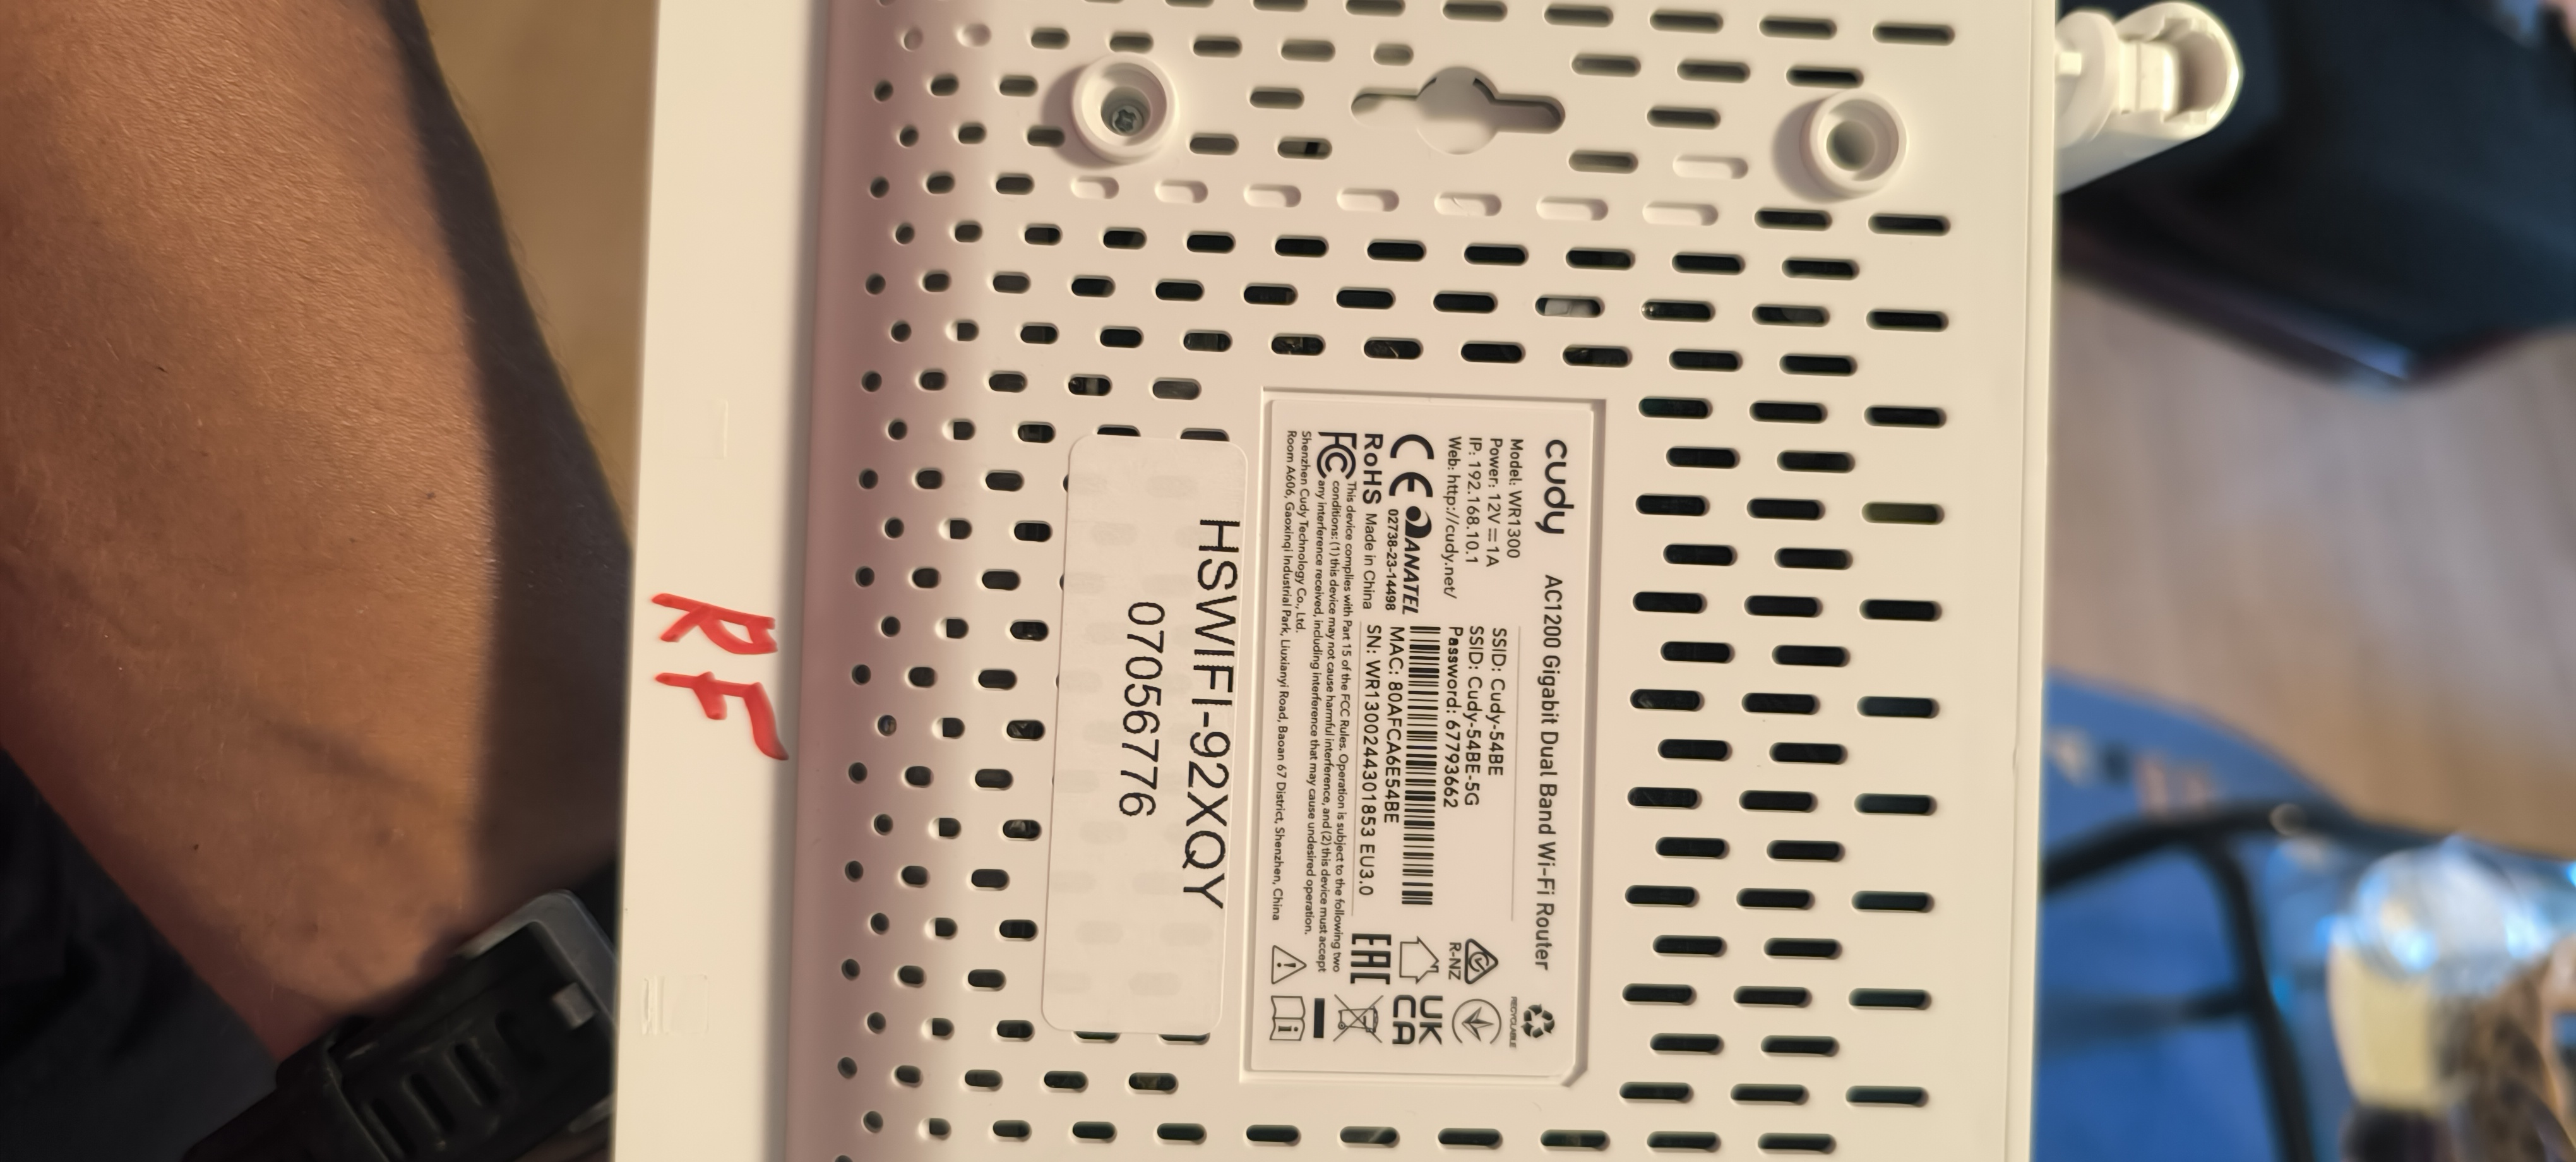 cudy AC1200 Gigabit Dual Band Wi-Fi Router
Model: WR1300
Power: 12V⎓1A
IP: 192.168.10.1
Web: http://cudy.net/
SSID: Cudy-54BE
SSID: Cudy-54BE-5G
Password: 67793662
CE ANATEL
02738-23-14498
MAC: 80AFCA6E54BE
RoHS Made in China
SN: WR1300244301853 EU3.0
FC This device complies with Part 15 of the FCC Rules. Operation is subject to the following two
conditions: (1) this device may not cause harmful interference, and (2) this device must accept
any interference received, including interference that may cause undesired operation.
Shenzhen Cudy Technology Co., Ltd.
Room A606, Gaoxinqi Industrial Park, Liuxianyi Road, Baoan 67 District, Shenzhen, China
RECYCLABLE
R-NZ
UK
CA
EAC
HSWIFI-92XQY
070567776
RF